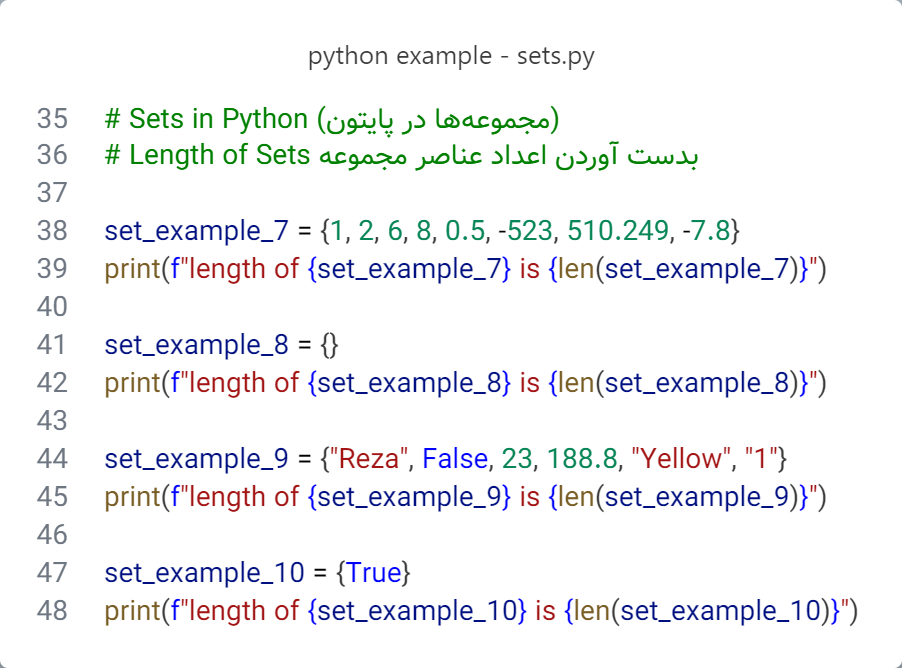 python example - sets.py
35 # Sets in Python (مجموعه‌ها در پایتون)
36 # Length of Sets بدست آوردن اعداد عناصر مجموعه
37
38 set_example_7 = {1, 2, 6, 8, 0.5, -523, 510.249, -7.8}
39 print(f"length of {set_example_7} is {len(set_example_7)}")
40
41 set_example_8 = {}
42 print(f"length of {set_example_8} is {len(set_example_8)}")
43
44 set_example_9 = {"Reza", False, 23, 188.8, "Yellow", "1"}
45 print(f"length of {set_example_9} is {len(set_example_9)}")
46
47 set_example_10 = {True}
48 print(f"length of {set_example_10} is {len(set_example_10)}")